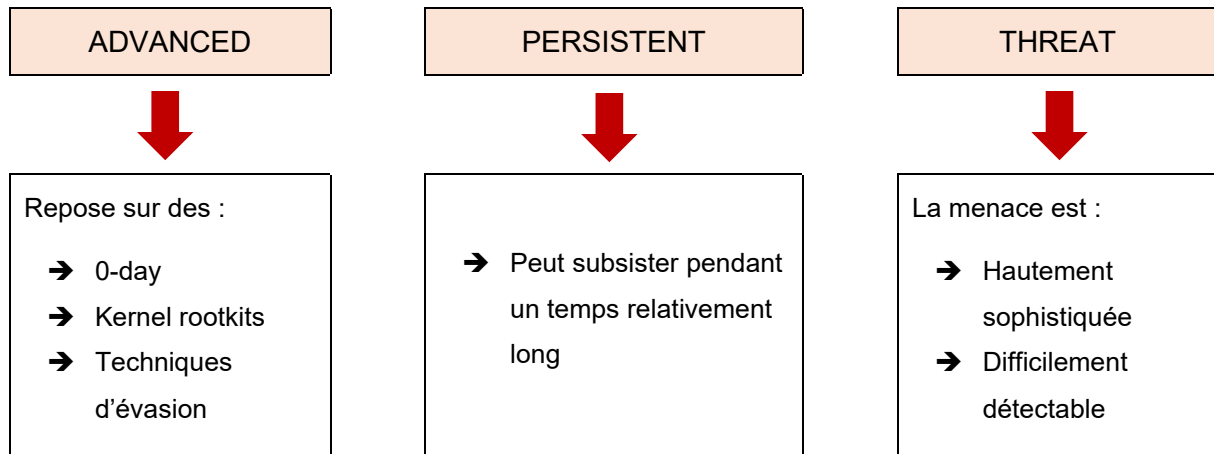 ADVANCED
Repose sur des :
➔ 0-day
➔ Kernel rootkits
➔ Techniques
d’évasion
PERSISTENT
➔ Peut subsister pendant
un temps relativement
long
THREAT
La menace est :
➔ Hautement
sophistiquée
➔ Difficilement
détectable